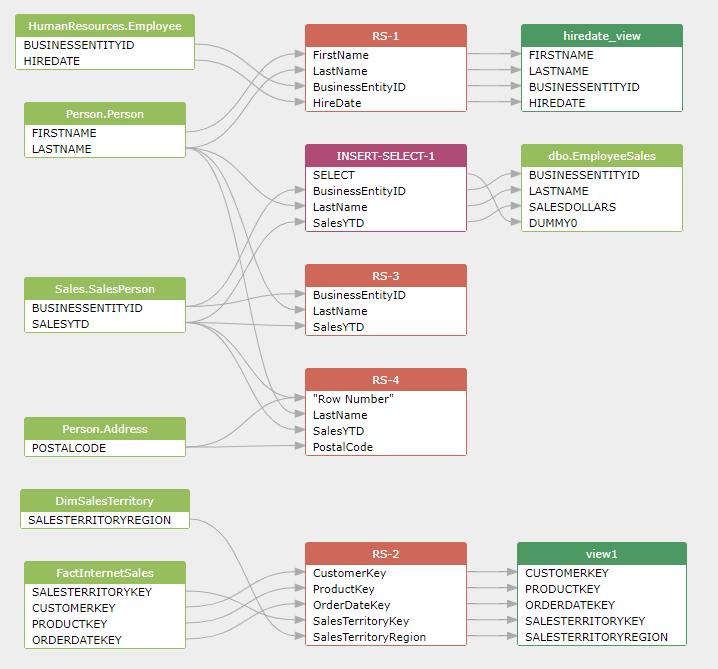 HumanResources.Employee
BUSINESSENTITYID
HIREDATE
Person.Person
FIRSTNAME
LASTNAME
Sales.SalesPerson
BUSINESSENTITYID
SALESYTD
Person.Address
POSTALCODE
DimSalesTerritory
SALESTERRITORYREGION
FactInternetSales
SALESTERRITORYKEY
CUSTOMERKEY
PRODUCTKEY
ORDERDATEKEY
RS-1
FirstName
LastName
BusinessEntityID
HireDate
INSERT-SELECT-1
SELECT
BusinessEntityID
LastName
SalesYTD
RS-3
BusinessEntityID
LastName
SalesYTD
RS-4
"Row Number"
LastName
SalesYTD
PostalCode
RS-2
CustomerKey
ProductKey
OrderDateKey
SalesTerritoryKey
SalesTerritoryRegion
hiredate_view
FIRSTNAME
LASTNAME
BUSINESSENTITYID
HIREDATE
dbo.EmployeeSales
BUSINESSENTITYID
LASTNAME
SALESDOLLARS
DUMMY0
view1
CUSTOMERKEY
PRODUCTKEY
ORDERDATEKEY
SALESTERRITORYKEY
SALESTERRITORYREGION